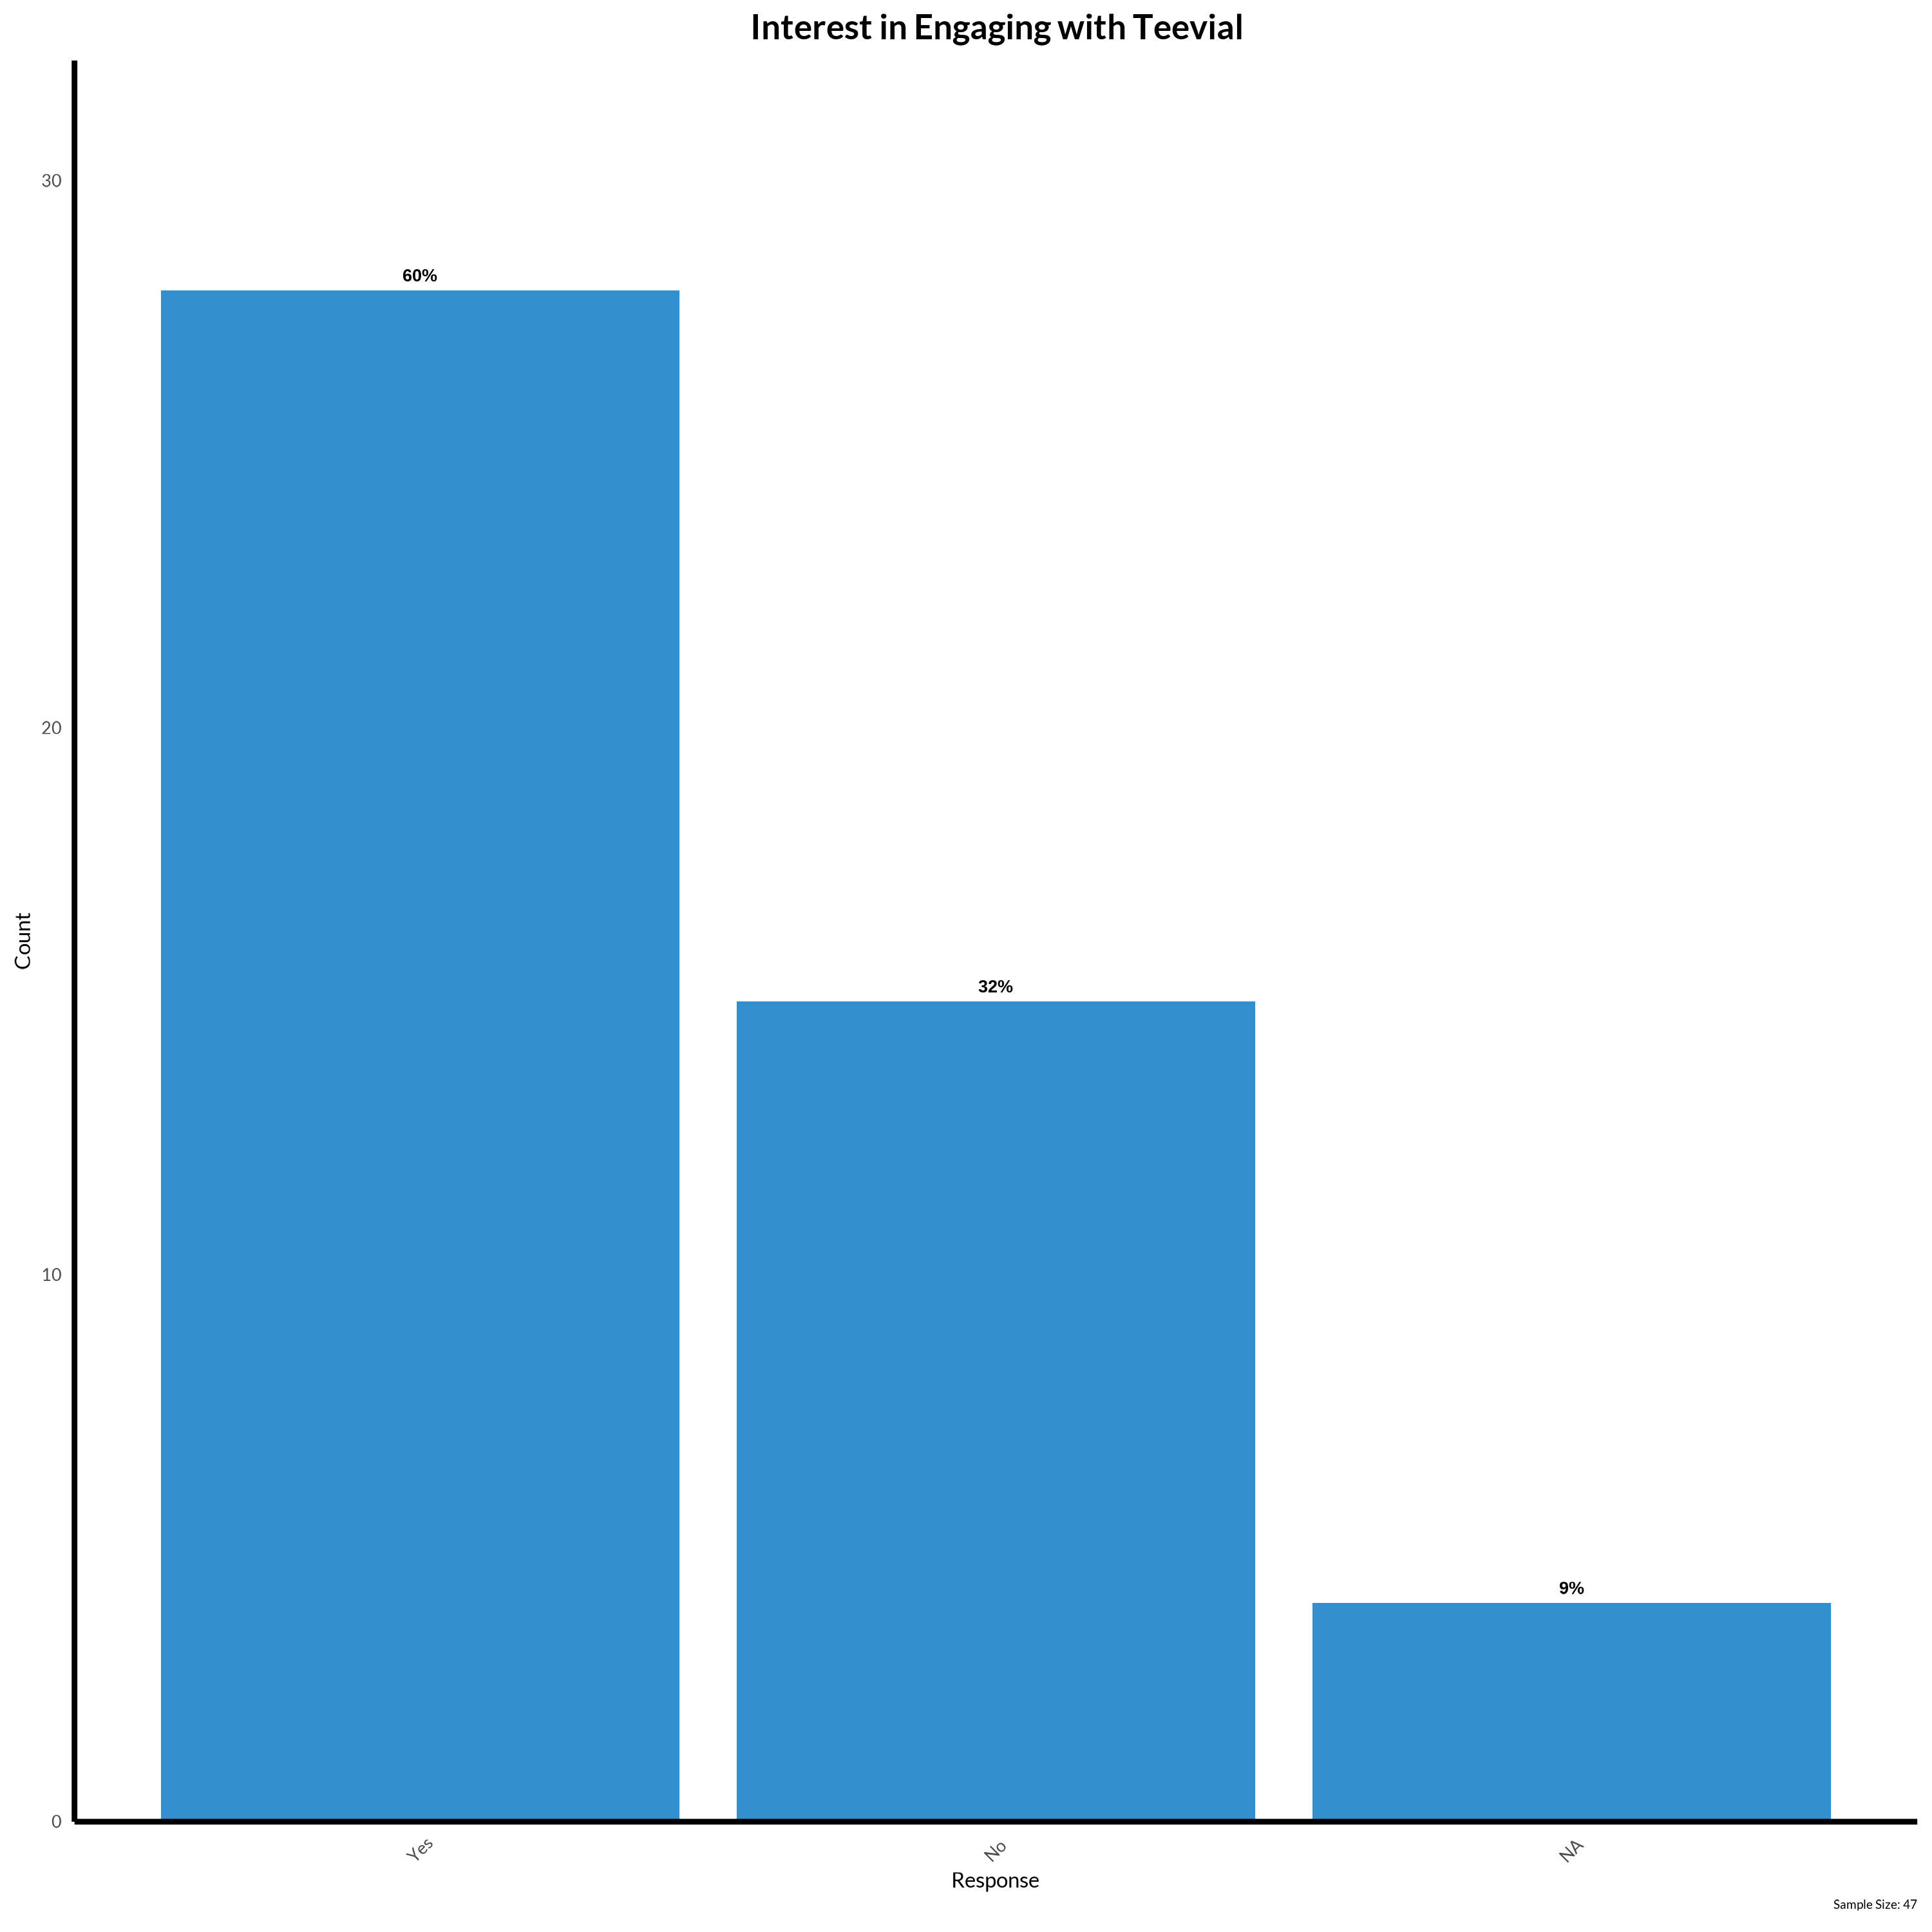 Interest in Engaging with Teevial
30
20
10
0
Count
60%
32%
9%
Yes
No
NA
Response
Sample Size: 47